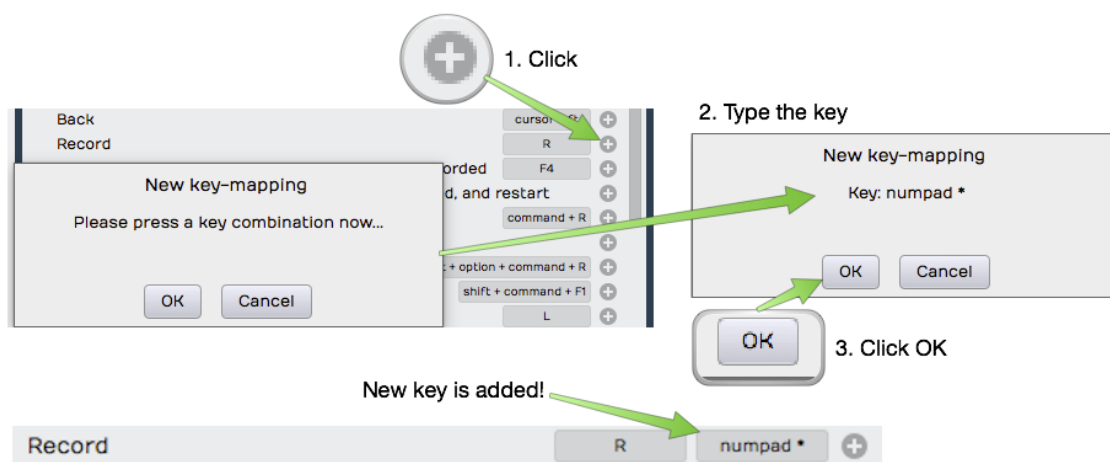 1. Click
Back
cursor
Record R
orded F4
d, and restart
command + R
+ option + command + R
shift + command + F1
L
New key-mapping
Please press a key combination now...
OK Cancel
2. Type the key
New key-mapping
Key: numpad *
OK Cancel
OK
3. Click OK
New key is added!
Record R numpad *